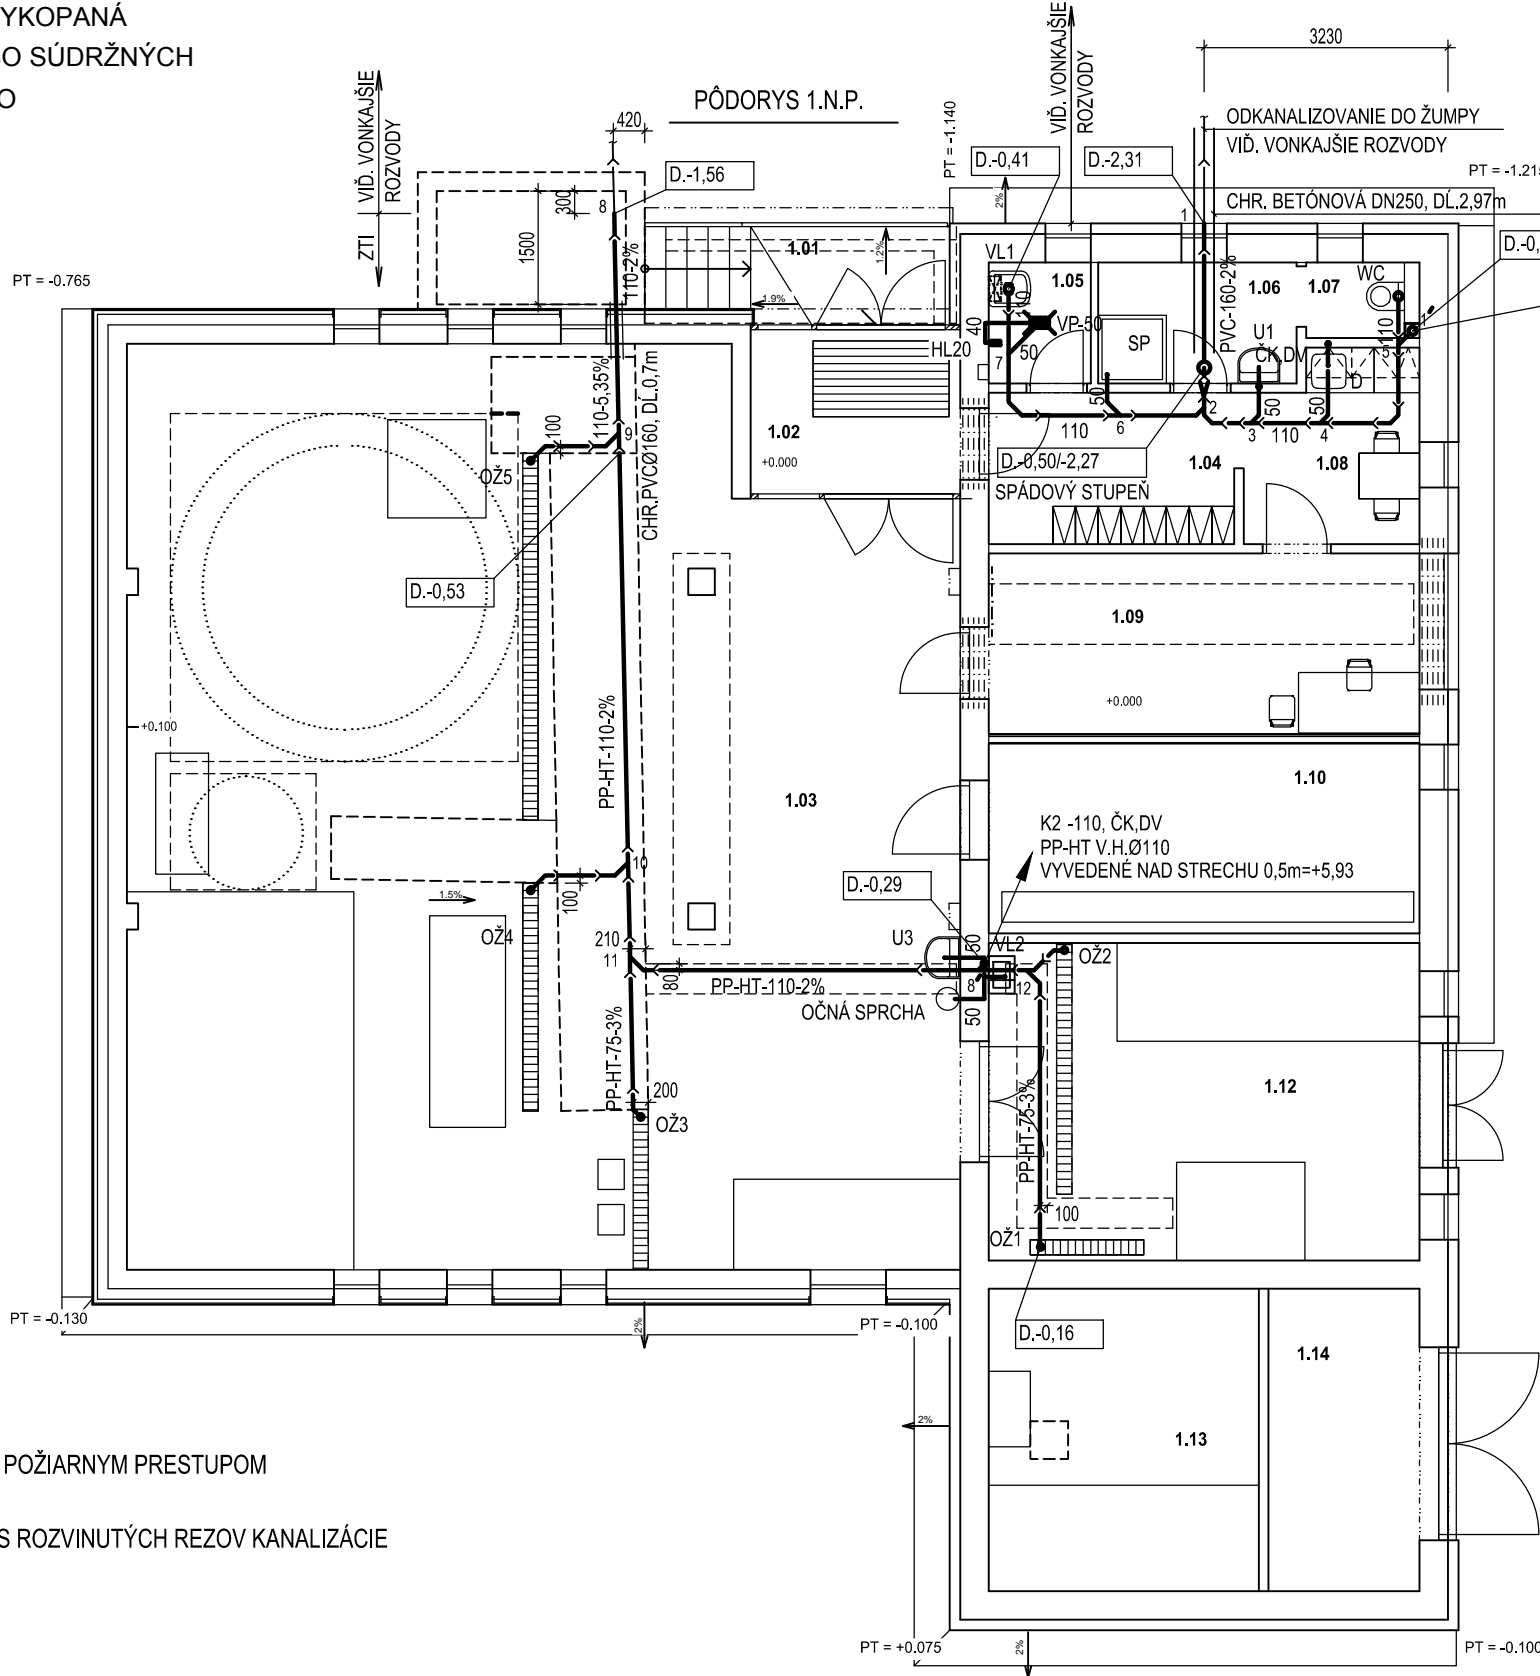 YKOPANÁ
SO SÚDRŽNÝCH
O
PÔDORYS 1.N.P.
ZTI
VIĎ. VONKAJŠIE
ROZVODY
420
D.-1,56
PT = -1.140
VIĎ. VONKAJŠIE
ROZVODY
3230
ODKANALIZOVANIE DO ŽUMPY
VIĎ. VONKAJŠIE ROZVODY
D.-0,41
D.-2,31
PT = -1.215
CHR. BETÓNOVÁ DN250, DĹ.2,97m
2%
1
D.-0,
300
8
1500
110-2%
1.01
1.2%
1.9%
VL1
1.05
1.06
1.07
WC
PT = -0.765
40
VP-50
HL20
7
50
SP
PVC-160-2%
U1
ČK,DV
D
110
5
1
110-5,35%
CHR.PVCØ160, DĹ.0,7m
100
9
OŽ5
1.02
+0.000
50
2
50
50
110
6
3
110
4
D.-0,50/-2,27
1.04
1.08
SPÁDOVÝ STUPEŇ
D.-0,53
1.09
+0.000
+0.100
PP-HT-110-2%
1.03
1.10
K2 -110, ČK,DV
PP-HT V.H.Ø110
VYVEDENÉ NAD STRECHU 0,5m=+5,93
10
D.-0,29
1.5%
100
OŽ4
210
11
80
U3
50
VL2
OŽ2
PP-HT-110-2%
8
12
OČNÁ SPRCHA
50
PP-HT-75-3%
200
OŽ3
PP-HT-75-3%
1.12
100
OŽ1
PT = -0.130
2%
PT = -0.100
D.-0,16
1.14
2%
1.13
POŽIARNYM PRESTUPOM
S ROZVINUTÝCH REZOV KANALIZÁCIE
PT = +0.075
2%
PT = -0.100